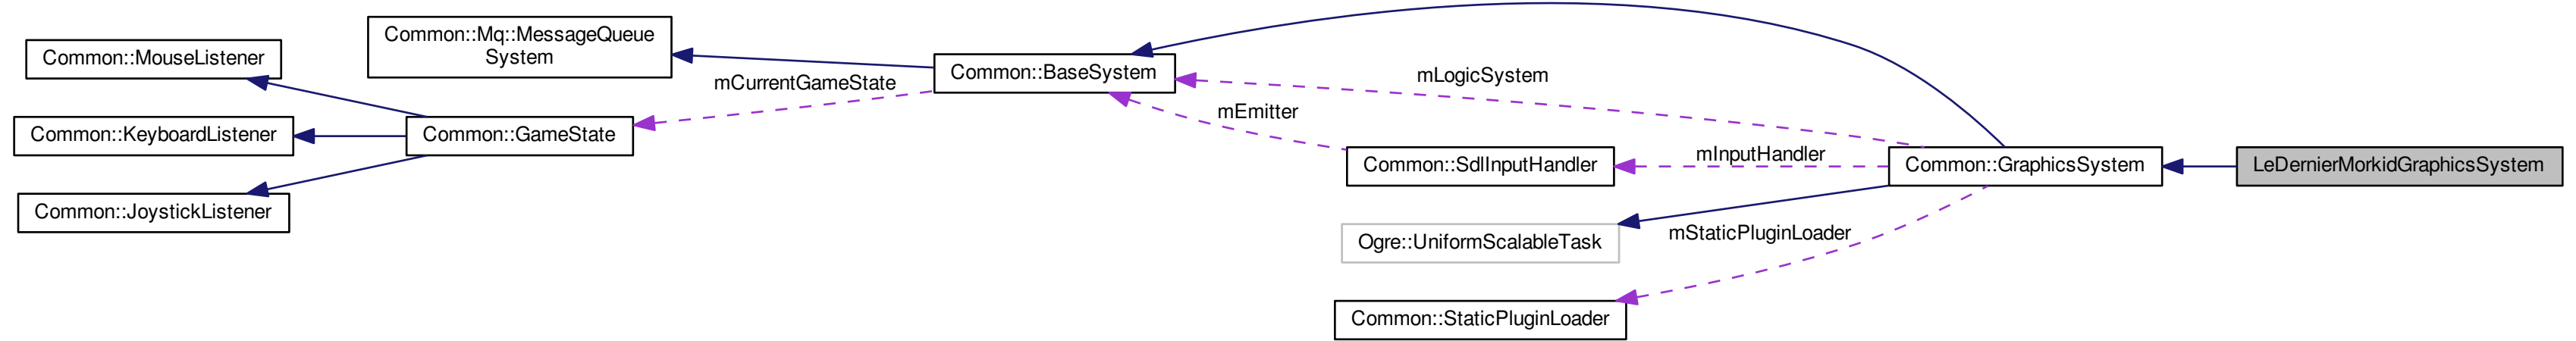 Common::MouseListener
Common::KeyboardListener
Common::JoystickListener
Common::Mq::MessageQueue
System
Common::GameState
mCurrentGameState
Common::BaseSystem
mLogicSystem
mEmitter
Common::SdlInputHandler
mInputHandler
Ogre::UniformScalableTask
mStaticPluginLoader
Common::StaticPluginLoader
Common::GraphicsSystem
LeDernierMorkidGraphicsSystem